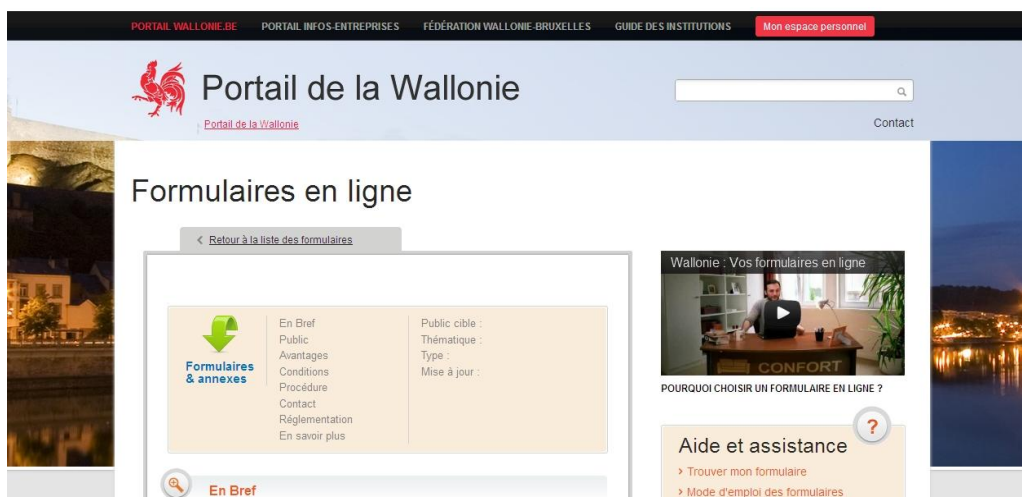 PORTAIL WALLONIE.BE PORTAIL INFOS-ENTREPRISES FÉDÉRATION WALLONIE-BRUXELLES GUIDE DES INSTITUTIONS Mon espace personnel
Portail de la Wallonie
Portail de la Wallonie
Contact
Formulaires en ligne
Retour à la liste des formulaires
Formulaires
& annexes
En Bref
Public
Avantages
Conditions
Procédure
Contact
Réglementation
En savoir plus
Public cible :
Thématique :
Type :
Mise à jour :
En Bref
Wallonie : Vos formulaires en ligne
CONFORT
POURQUOI CHOISIR UN FORMULAIRE EN LIGNE ?
?
Aide et assistance
> Trouver mon formulaire
> Mode d'emploi des formulaires